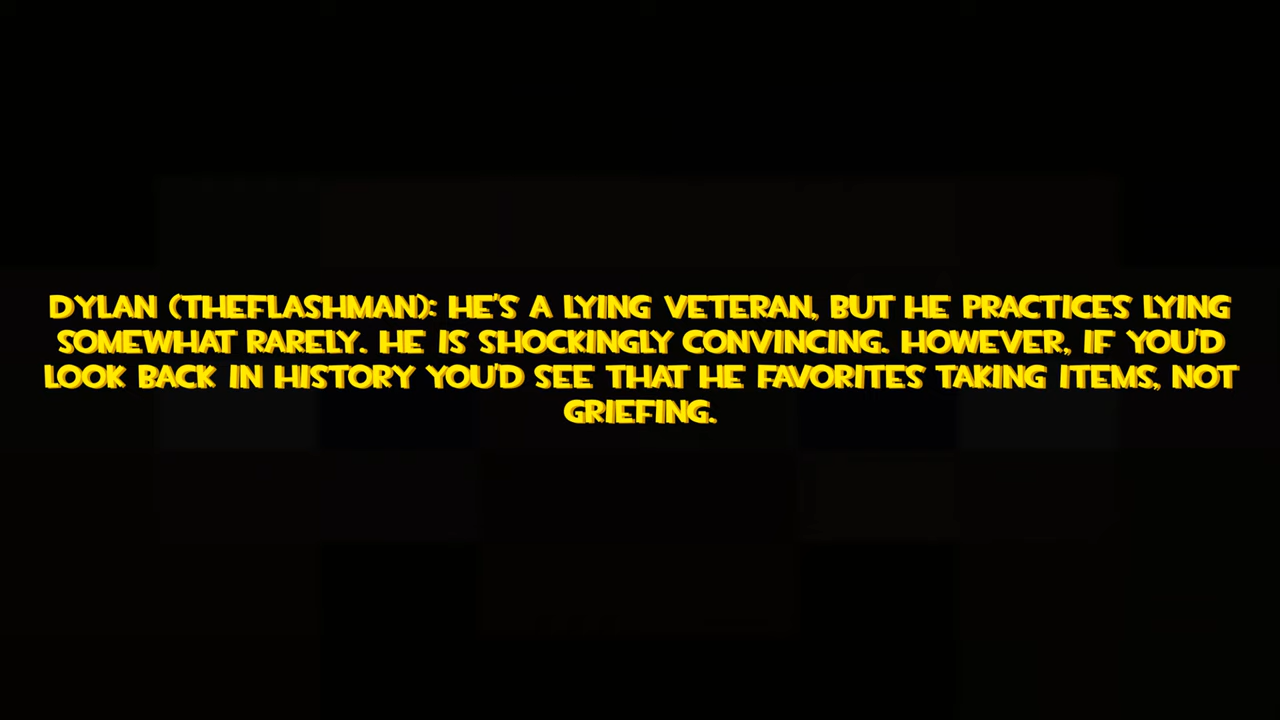 DYLAN (THEFLASHMAN): HE'S A LYING VETERAN, BUT HE PRACTICES LYING
SOMEWHAT RARELY. HE IS SHOCKINGLY CONVINCING. HOWEVER, IF YOU'D
LOOK BACK IN HISTORY YOU'D SEE THAT HE FAVORITES TAKING ITEMS, NOT
GRIEFING.